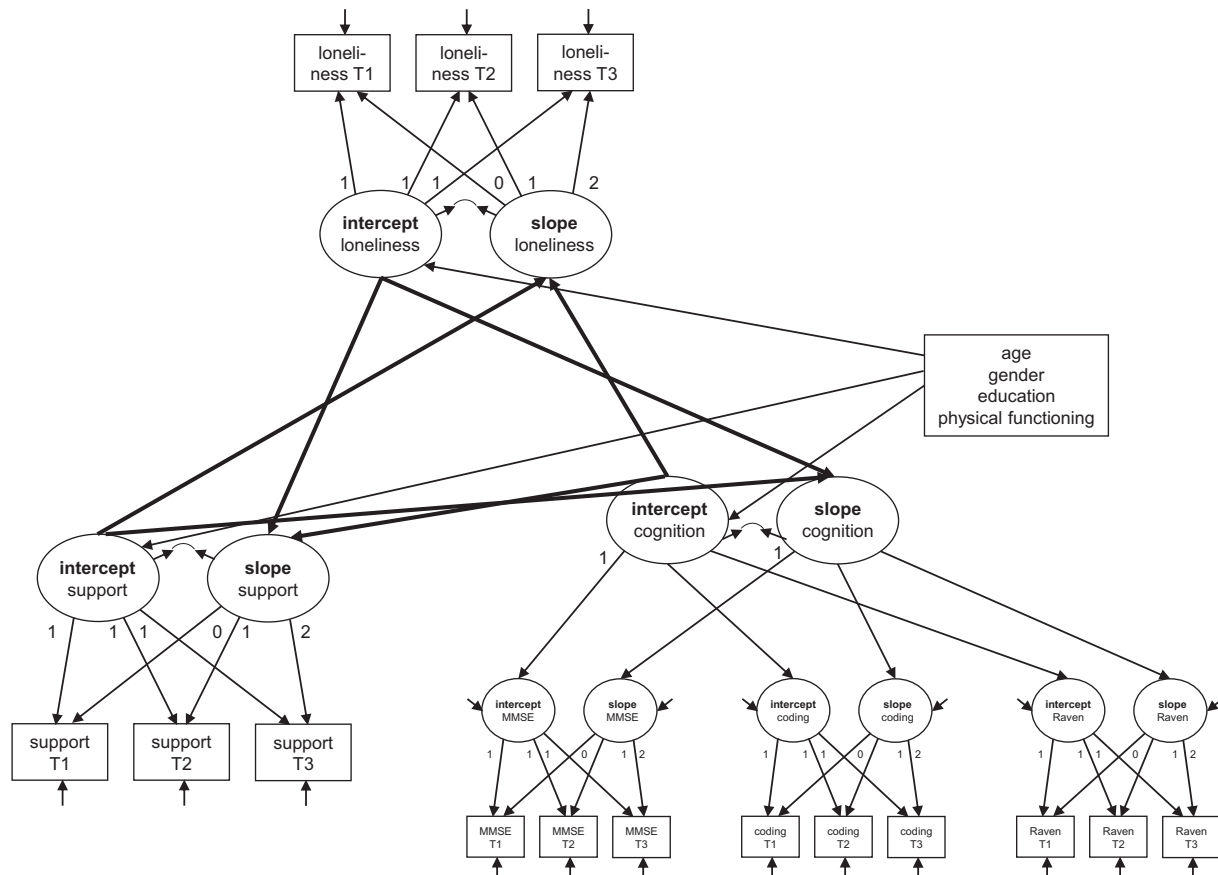 loneli-
ness T1
loneli-
ness T2
loneli-
ness T3
1
1
1
0
1
2
intercept
loneliness
slope
loneliness
age
gender
education
physical functioning
intercept
cognition
slope
cognition
1
1
intercept
support
slope
support
1
1
1
0
1
2
support
T1
support
T2
support
T3
intercept
MMSE
slope
MMSE
intercept
coding
slope
coding
intercept
Raven
slope
Raven
1
1
1
0
1
2
1
1
1
0
1
2
1
1
1
0
1
2
MMSE
T1
MMSE
T2
MMSE
T3
coding
T1
coding
T2
coding
T3
Raven
T1
Raven
T2
Raven
T3